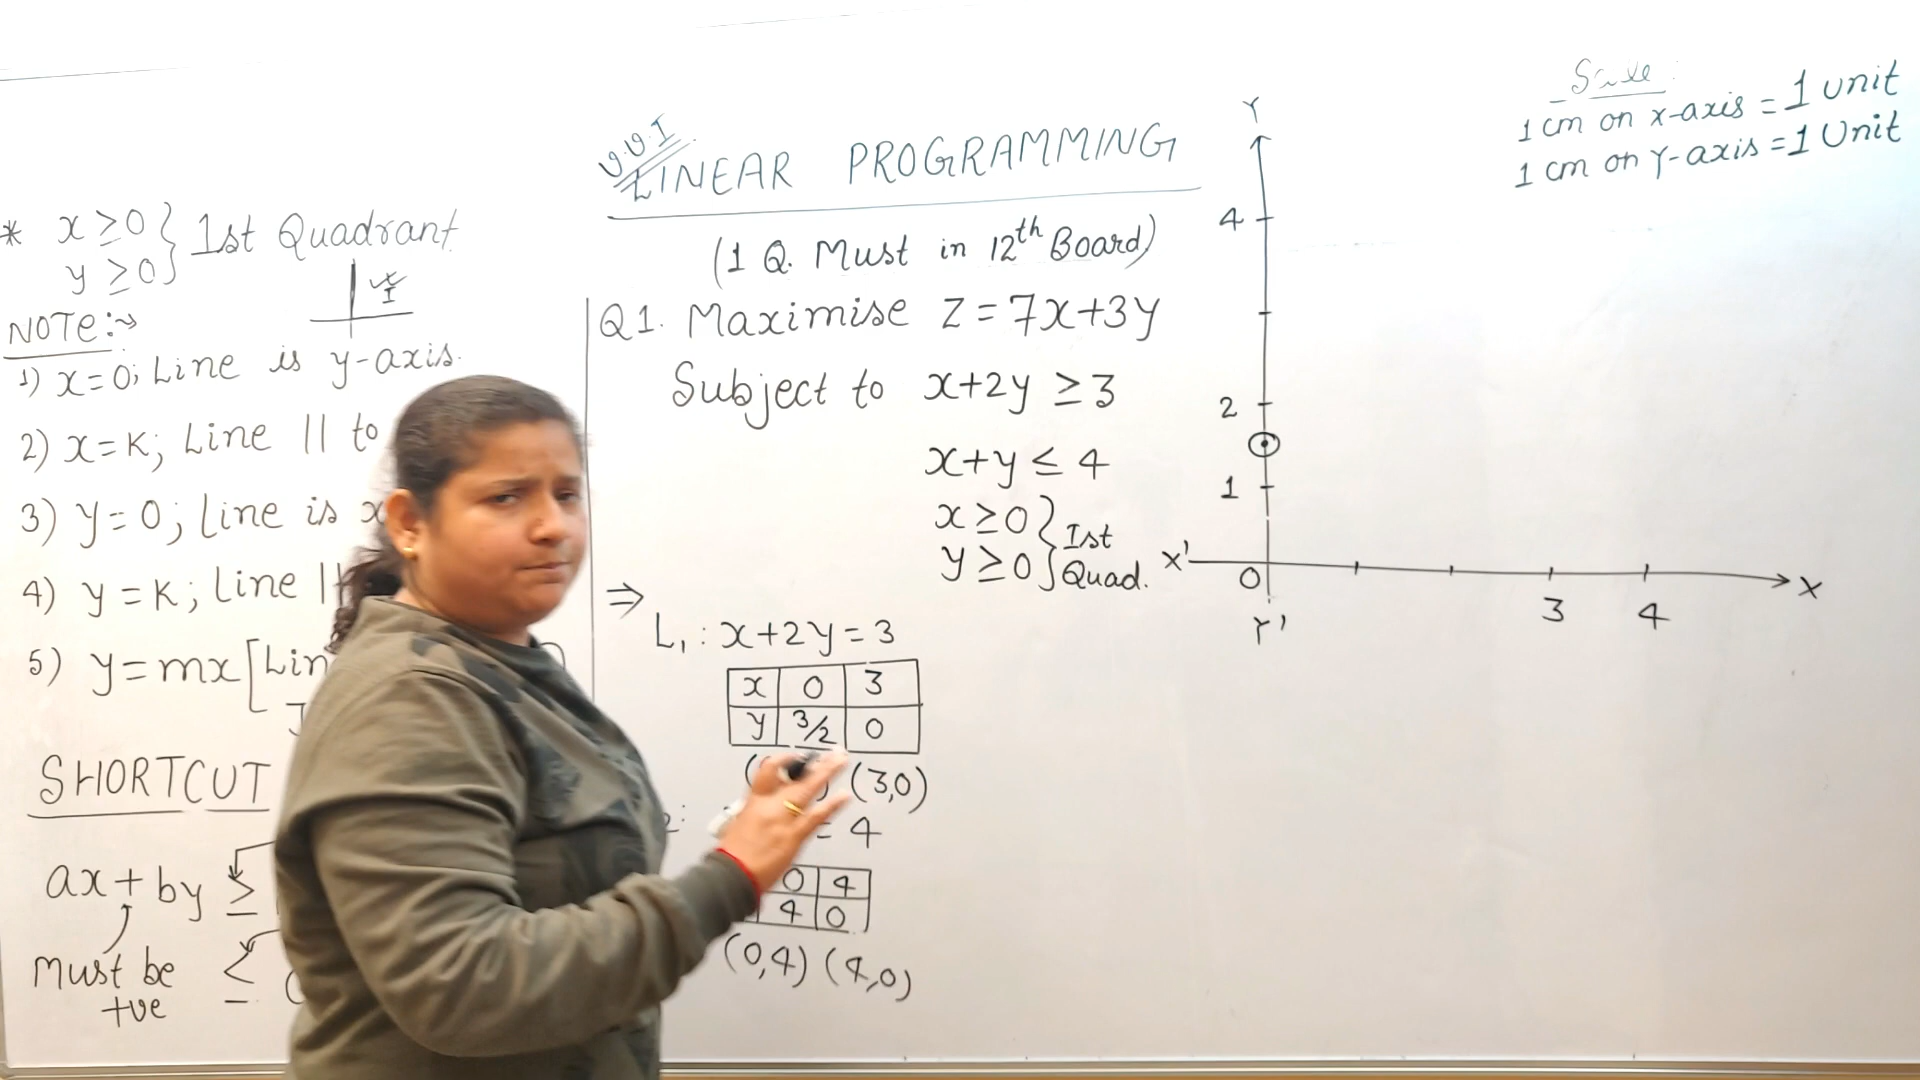 * x ≥ 0 } 1st Quadrant
y ≥ 0
I
NOTE:~
1) x = 0; Line is y-axis.
2) x = K; Line || to
3) y = 0; Line is x
4) y = K; Line ||
5) y = mx [Lin
SHORTCUT
ax + by ≥
≤
Must be
+ve
V.V.I
LINEAR PROGRAMMING
(1 Q. Must in 12th Board)
Q1. Maximise Z = 7x+3y
Subject to x+2y ≥ 3
x+y ≤ 4
x ≥ 0 } Ist
y ≥ 0 Quad.
⇒
L₁ : x+2y = 3
x 0 3
y 3/2 0
(3,0)
2: = 4
0 4
4 0
(0,4) (4,0)
Scale :
1 cm on x-axis = 1 unit
1 cm on Y-axis = 1 Unit
Y
4
2
1
X' O 3 4 X
Y'